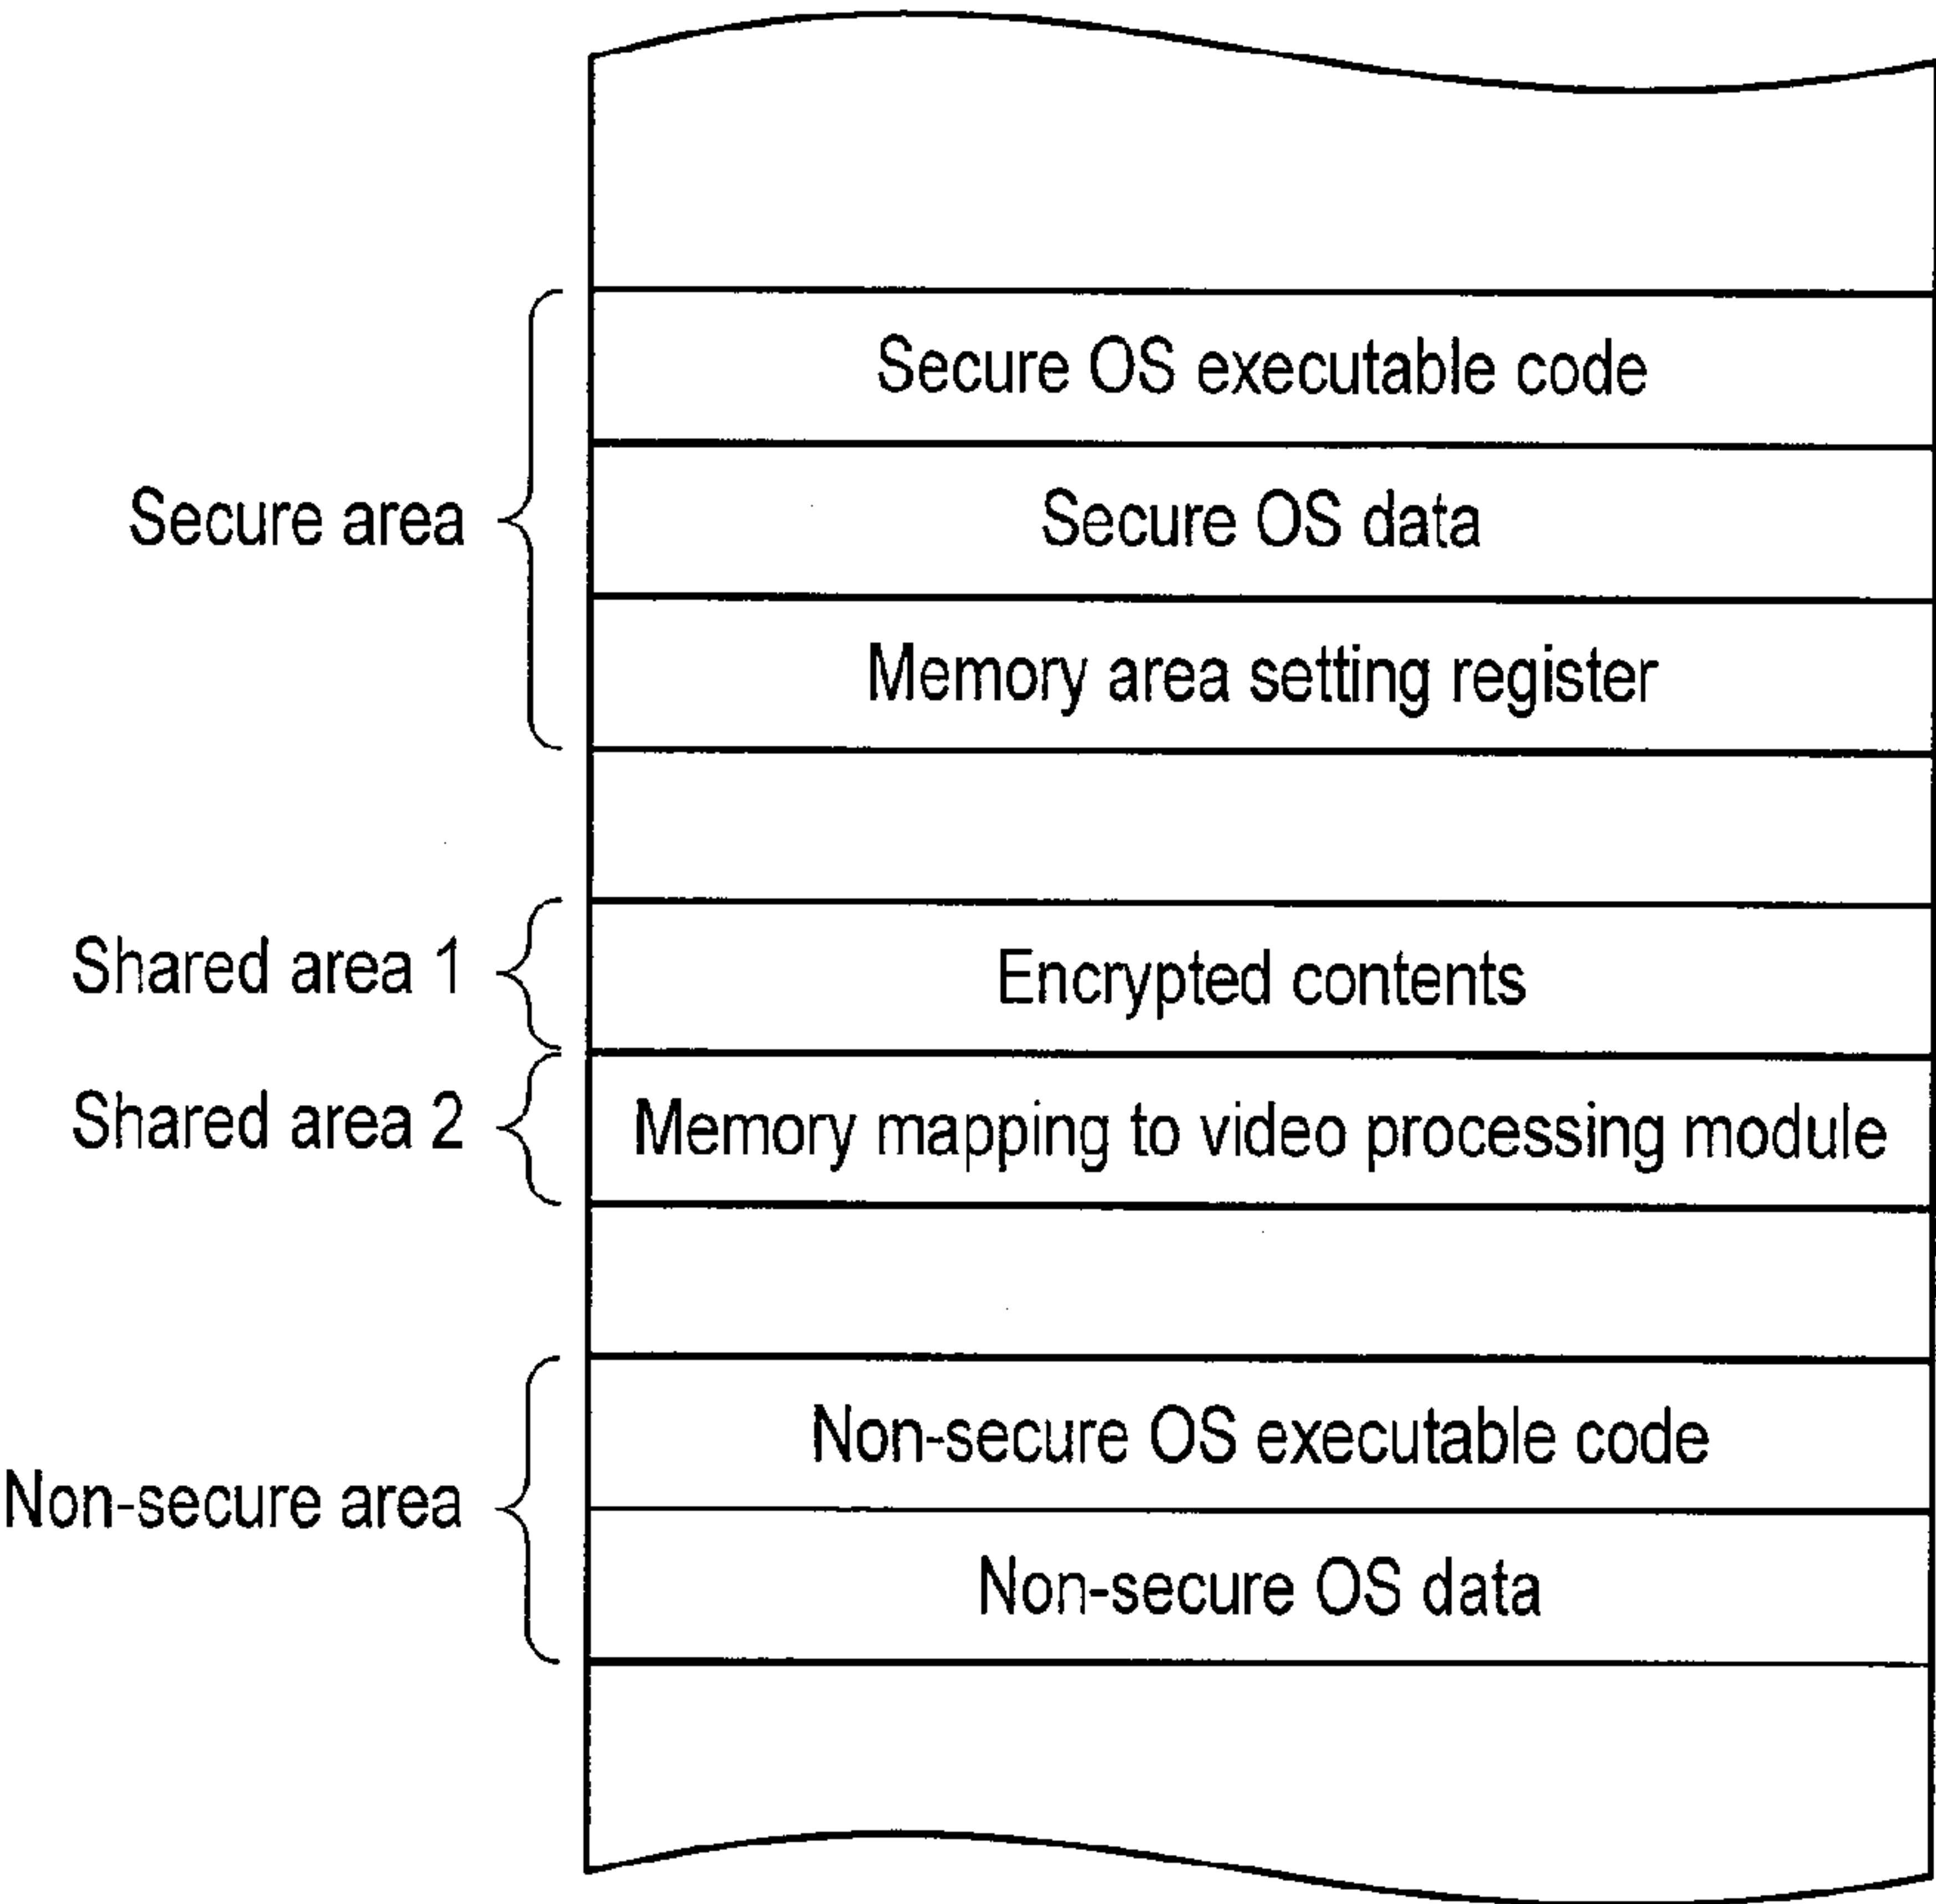 Secure OS executable code
Secure area
Secure OS data
Memory area setting register
Shared area 1
Encrypted contents
Shared area 2
Memory mapping to video processing module
Non-secure OS executable code
Non-secure area
Non-secure OS data